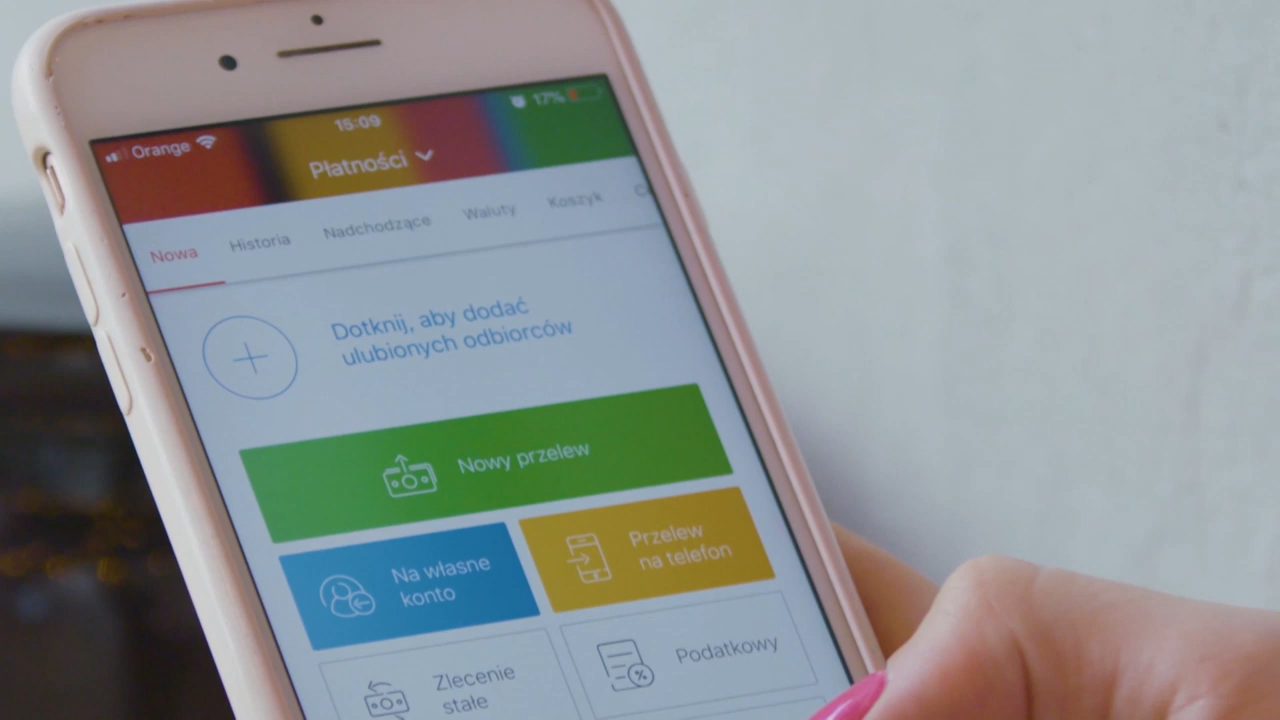 Orange 15:09 17%
Płatności
Nowa Historia Nadchodzące Waluty Koszyk
Dotknij, aby dodać
ulubionych odbiorców
Nowy przelew
Na własne
konto
Przelew
na telefon
Zlecenie
stałe
Podatkowy